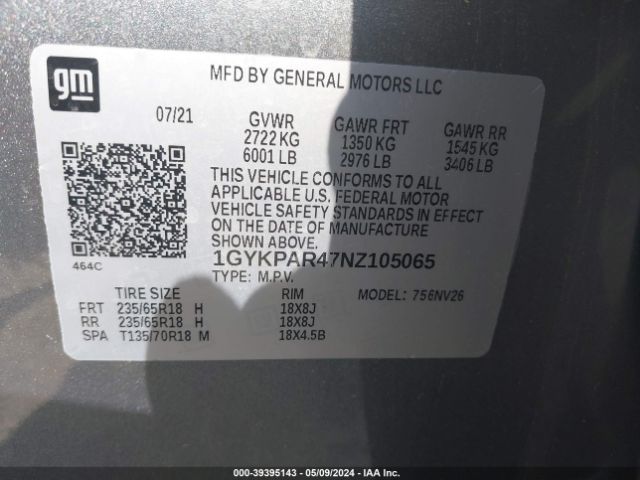 gm
MFD BY GENERAL MOTORS LLC
07/21 GVWR GAWR FRT GAWR RR
2722 KG 1350 KG 1545 KG
6001 LB 2976 LB 3406 LB
THIS VEHICLE CONFORMS TO ALL
APPLICABLE U.S. FEDERAL MOTOR
VEHICLE SAFETY STANDARDS IN EFFECT
ON THE DATE OF MANUFACTURE
SHOWN ABOVE.
464C
1GYKPAR47NZ105065
TYPE: M.P.V.
TIRE SIZE RIM MODEL: 756NV26
FRT 235/65R18 H 18X8J
RR 235/65R18 H 18X8J
SPA T135/70R18 M 18X4.5B
000-39395143 - 05/09/2024 - IAA Inc.